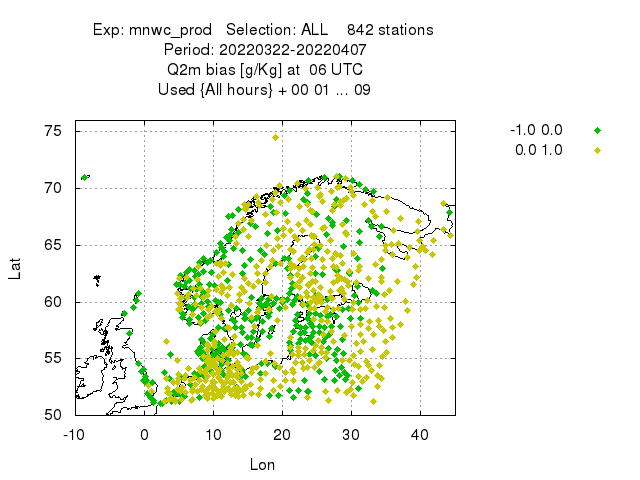 Exp: mnwc_prod Selection: ALL 842 stations
Period: 20220322-20220407
Q2m bias [g/Kg] at 06 UTC
Used {All hours} + 00 01 ... 09
-1.0 0.0
0.0 1.0
75
70
65
60
55
50
Lat
-10 0 10 20 30 40
Lon